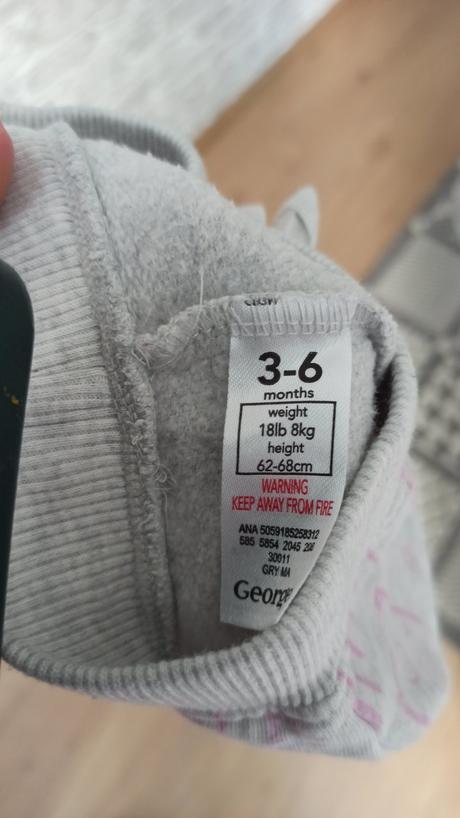 3-6
months
weight
18lb 8kg
height
62-68cm
WARNING
KEEP AWAY FROM FIRE
ANA 5059185258312
585 5854 2045 206
30011
GRY MA
George